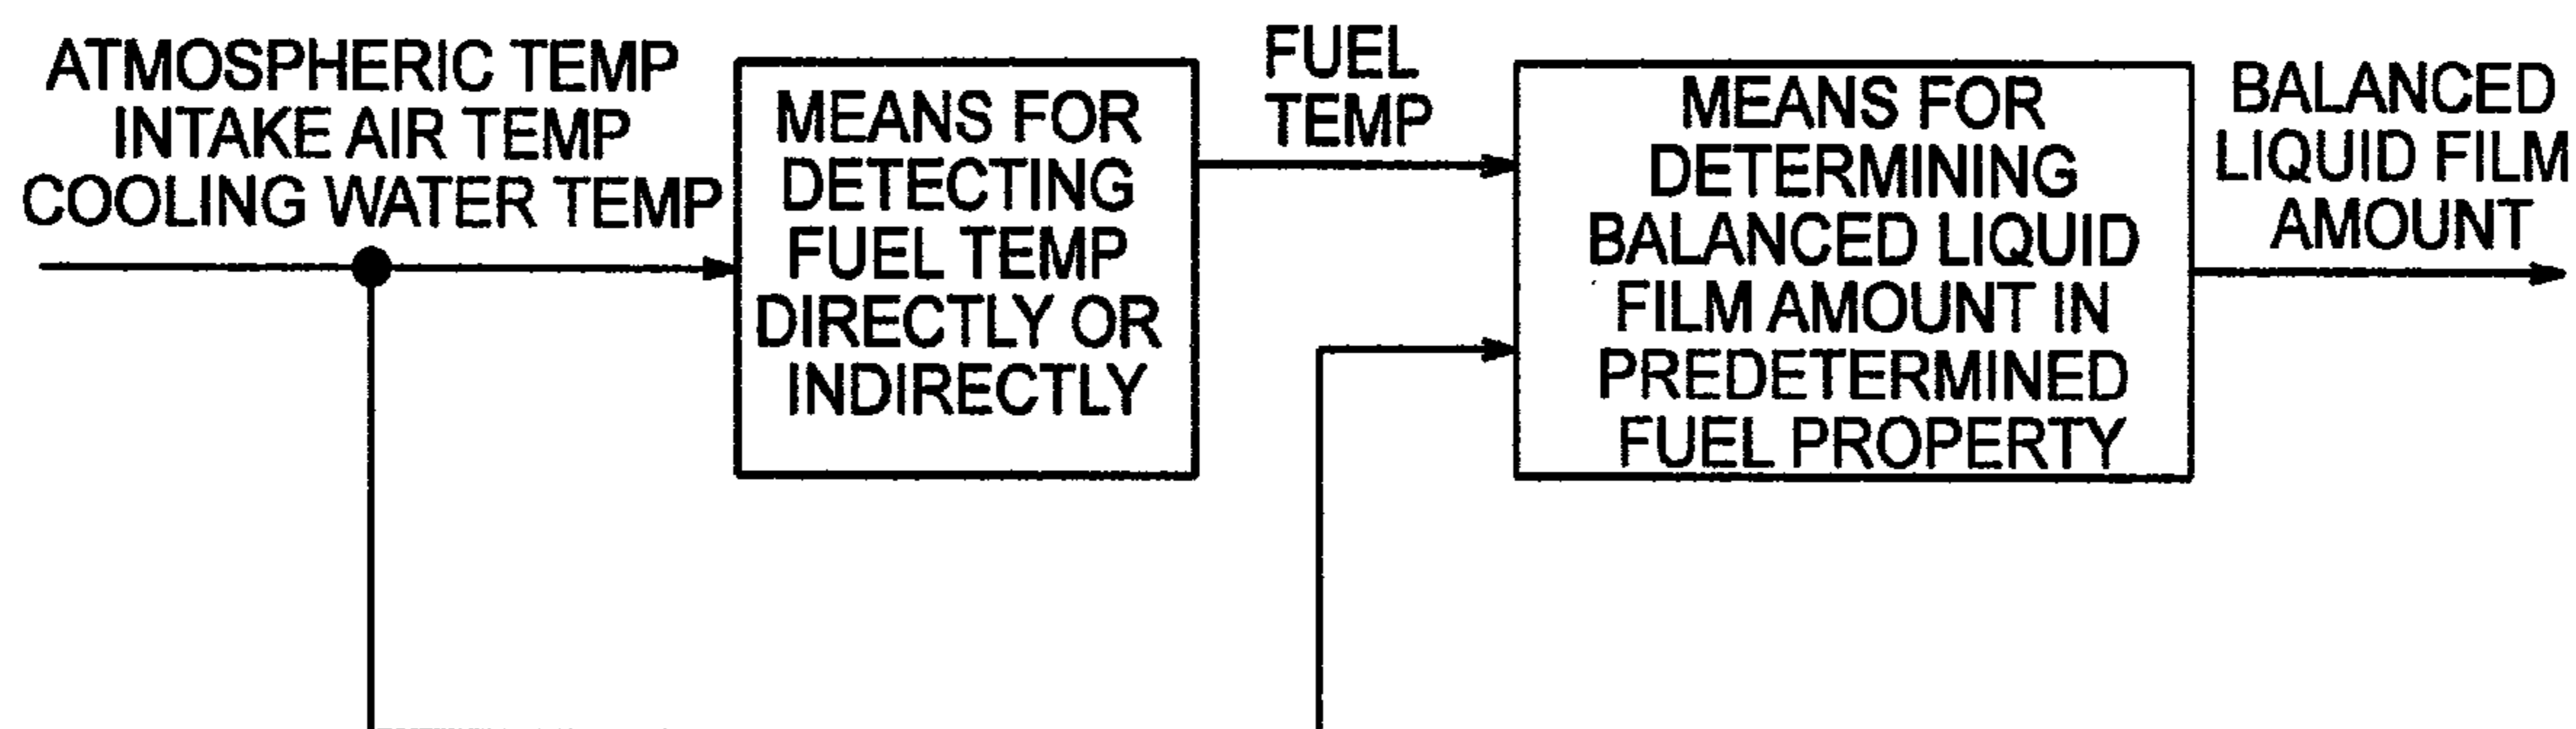 ATMOSPHERIC TEMP
INTAKE AIR TEMP
COOLING WATER TEMP
MEANS FOR
DETECTING
FUEL TEMP
DIRECTLY OR
INDIRECTLY
FUEL
TEMP
MEANS FOR
DETERMINING
BALANCED LIQUID
FILM AMOUNT IN
PREDETERMINED
FUEL PROPERTY
BALANCED
LIQUID FILM
AMOUNT